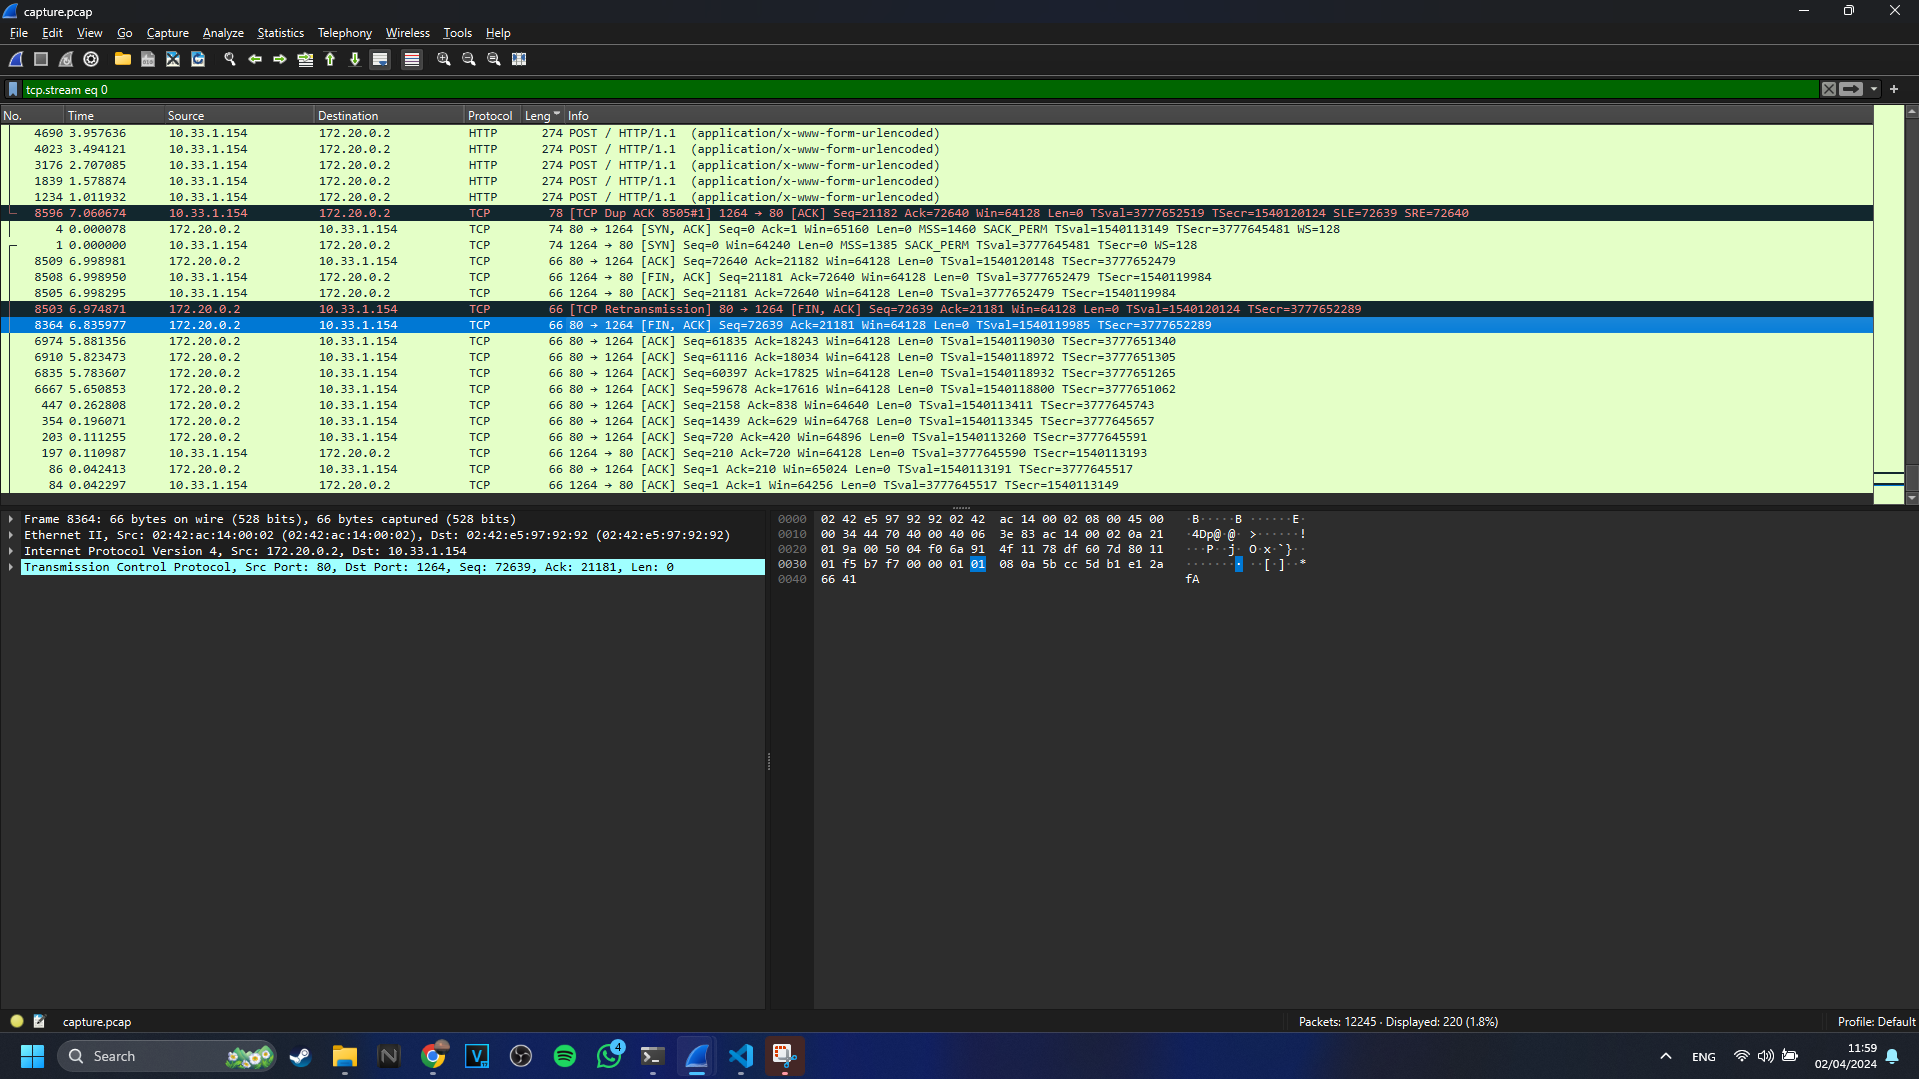 capture.pcap
File Edit View Go Capture Analyze Statistics Telephony Wireless Tools Help
tcp.stream eq 0
No. Time Source Destination Protocol Leng Info
4690 3.957636 10.33.1.154 172.20.0.2 HTTP 274 POST / HTTP/1.1 (application/x-www-form-urlencoded)
4023 3.494121 10.33.1.154 172.20.0.2 HTTP 274 POST / HTTP/1.1 (application/x-www-form-urlencoded)
3176 2.707085 10.33.1.154 172.20.0.2 HTTP 274 POST / HTTP/1.1 (application/x-www-form-urlencoded)
1839 1.578874 10.33.1.154 172.20.0.2 HTTP 274 POST / HTTP/1.1 (application/x-www-form-urlencoded)
1234 1.011932 10.33.1.154 172.20.0.2 HTTP 274 POST / HTTP/1.1 (application/x-www-form-urlencoded)
8596 7.060674 10.33.1.154 172.20.0.2 TCP 78 [TCP Dup ACK 8505#1] 1264 → 80 [ACK] Seq=21182 Ack=72640 Win=64128 Len=0 TSval=3777652519 TSecr=1540120124 SLE=72639 SRE=72640
4 0.000078 172.20.0.2 10.33.1.154 TCP 74 80 → 1264 [SYN, ACK] Seq=0 Ack=1 Win=65160 Len=0 MSS=1460 SACK_PERM TSval=1540113149 TSecr=3777645481 WS=128
1 0.000000 10.33.1.154 172.20.0.2 TCP 74 1264 → 80 [SYN] Seq=0 Win=64240 Len=0 MSS=1385 SACK_PERM TSval=3777645481 TSecr=0 WS=128
8509 6.998981 172.20.0.2 10.33.1.154 TCP 66 80 → 1264 [ACK] Seq=72640 Ack=21182 Win=64128 Len=0 TSval=1540120148 TSecr=3777652479
8508 6.998950 10.33.1.154 172.20.0.2 TCP 66 1264 → 80 [FIN, ACK] Seq=21181 Ack=72640 Win=64128 Len=0 TSval=3777652479 TSecr=1540119984
8505 6.998295 10.33.1.154 172.20.0.2 TCP 66 1264 → 80 [ACK] Seq=21181 Ack=72640 Win=64128 Len=0 TSval=3777652479 TSecr=1540119984
8503 6.974871 172.20.0.2 10.33.1.154 TCP 66 [TCP Retransmission] 80 → 1264 [FIN, ACK] Seq=72639 Ack=21181 Win=64128 Len=0 TSval=1540120124 TSecr=3777652289
8364 6.835977 172.20.0.2 10.33.1.154 TCP 66 80 → 1264 [FIN, ACK] Seq=72639 Ack=21181 Win=64128 Len=0 TSval=1540119985 TSecr=3777652289
6974 5.881356 172.20.0.2 10.33.1.154 TCP 66 80 → 1264 [ACK] Seq=61835 Ack=18243 Win=64128 Len=0 TSval=1540119030 TSecr=3777651340
6910 5.823473 172.20.0.2 10.33.1.154 TCP 66 80 → 1264 [ACK] Seq=61116 Ack=18034 Win=64128 Len=0 TSval=1540118972 TSecr=3777651305
6835 5.783607 172.20.0.2 10.33.1.154 TCP 66 80 → 1264 [ACK] Seq=60397 Ack=17825 Win=64128 Len=0 TSval=1540118932 TSecr=3777651265
6667 5.650853 172.20.0.2 10.33.1.154 TCP 66 80 → 1264 [ACK] Seq=59678 Ack=17616 Win=64128 Len=0 TSval=1540118800 TSecr=3777651062
447 0.262808 172.20.0.2 10.33.1.154 TCP 66 80 → 1264 [ACK] Seq=2158 Ack=838 Win=64640 Len=0 TSval=1540113411 TSecr=3777645743
354 0.196071 172.20.0.2 10.33.1.154 TCP 66 80 → 1264 [ACK] Seq=1439 Ack=629 Win=64768 Len=0 TSval=1540113345 TSecr=3777645657
203 0.111255 172.20.0.2 10.33.1.154 TCP 66 80 → 1264 [ACK] Seq=720 Ack=420 Win=64896 Len=0 TSval=1540113260 TSecr=3777645591
197 0.110987 10.33.1.154 172.20.0.2 TCP 66 1264 → 80 [ACK] Seq=210 Ack=720 Win=64128 Len=0 TSval=3777645590 TSecr=1540113193
86 0.042413 172.20.0.2 10.33.1.154 TCP 66 80 → 1264 [ACK] Seq=1 Ack=210 Win=65024 Len=0 TSval=1540113191 TSecr=3777645517
84 0.042297 10.33.1.154 172.20.0.2 TCP 66 1264 → 80 [ACK] Seq=1 Ack=1 Win=64256 Len=0 TSval=3777645517 TSecr=1540113149
Frame 8364: 66 bytes on wire (528 bits), 66 bytes captured (528 bits)
Ethernet II, Src: 02:42:ac:14:00:02 (02:42:ac:14:00:02), Dst: 02:42:e5:97:92:92 (02:42:e5:97:92:92)
Internet Protocol Version 4, Src: 172.20.0.2, Dst: 10.33.1.154
Transmission Control Protocol, Src Port: 80, Dst Port: 1264, Seq: 72639, Ack: 21181, Len: 0
0000 02 42 e5 97 92 92 02 42 ac 14 00 02 08 00 45 00 ·B·····B ······E·
0010 00 34 44 70 40 00 40 06 3e 83 ac 14 00 02 0a 21 ·4Dp@·@· >······!
0020 01 9a 00 50 04 f0 6a 91 4f 11 78 df 60 7d 80 11 ···P··j· O·x·`}··
0030 01 f5 b7 f7 00 00 01 01 08 0a 5b cc 5d b1 e1 2a ········ ··[·]··*
0040 66 41 fA
capture.pcap
Packets: 12245 · Displayed: 220 (1.8%)
Profile: Default
Search
4
ENG
11:59
02/04/2024